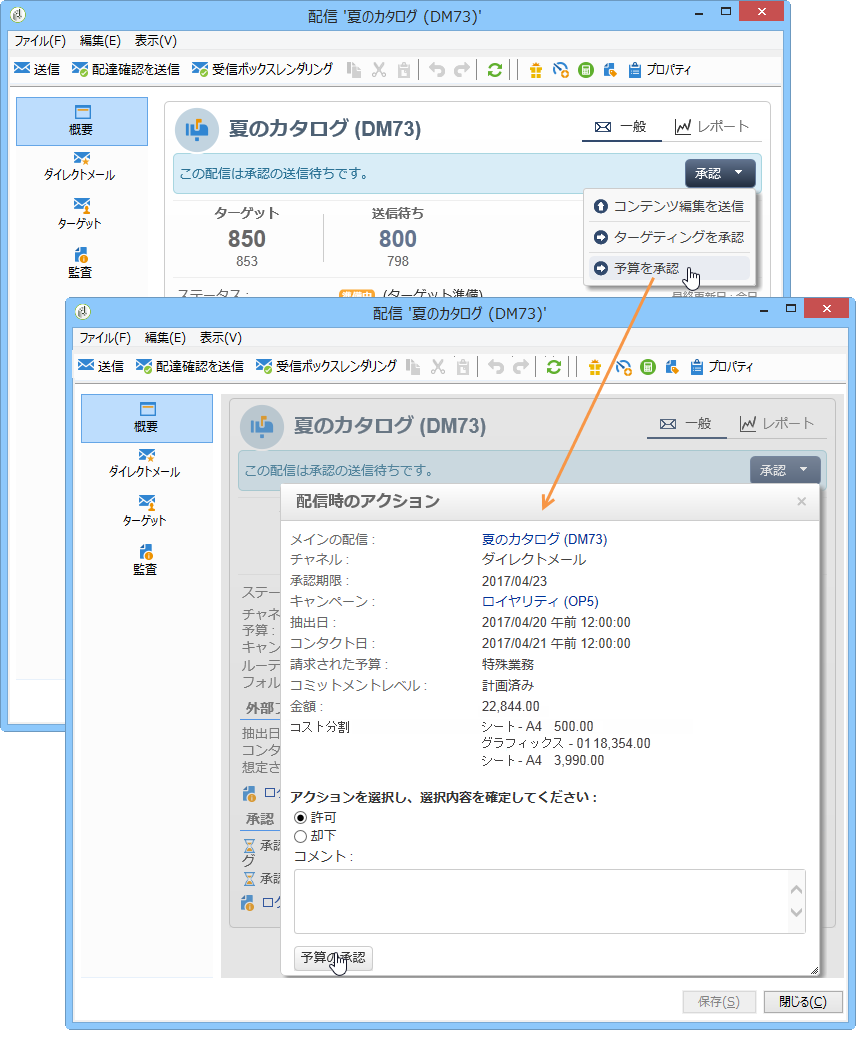 配信 '夏のカタログ (DM73)'
ファイル(F) 編集(E) 表示(V)
送信 配達確認を送信 受信ボックスレンダリング プロパティ
概要
ダイレクトメール
ターゲット
監査
夏のカタログ (DM73)
一般 レポート
この配信は承認の送信待ちです。
承認
コンテンツ編集を送信
ターゲティングを承認
予算を承認
ターゲット 送信待ち
850 800
853 798
ステータス : 準備中 (ターゲット準備) 最終更新日 : 今日
配信 '夏のカタログ (DM73)'
ファイル(F) 編集(E) 表示(V)
送信 配達確認を送信 受信ボックスレンダリング プロパティ
概要
ダイレクトメール
ターゲット
監査
夏のカタログ (DM73)
一般 レポート
この配信は承認の送信待ちです。
承認
ステー
チャネ
予算 :
キャン
ルーテ
フォル
外部
抽出日
コンタ
想定さ
ログ
承認
承認
グ
承認
ログ
配信時のアクション
メインの配信 : 夏のカタログ (DM73)
チャネル : ダイレクトメール
承認期限 : 2017/04/23
キャンペーン : ロイヤリティ (OP5)
抽出日 : 2017/04/20 午前 12:00:00
コンタクト日 : 2017/04/21 午前 12:00:00
請求された予算 : 特殊業務
コミットメントレベル : 計画済み
金額 : 22,844.00
コスト分割 シート - A4 500.00
グラフィックス - 01 18,354.00
シート - A4 3,990.00
アクションを選択し、選択内容を確定してください :
許可
却下
コメント :
予算の承認
保存(S) 閉じる(C)